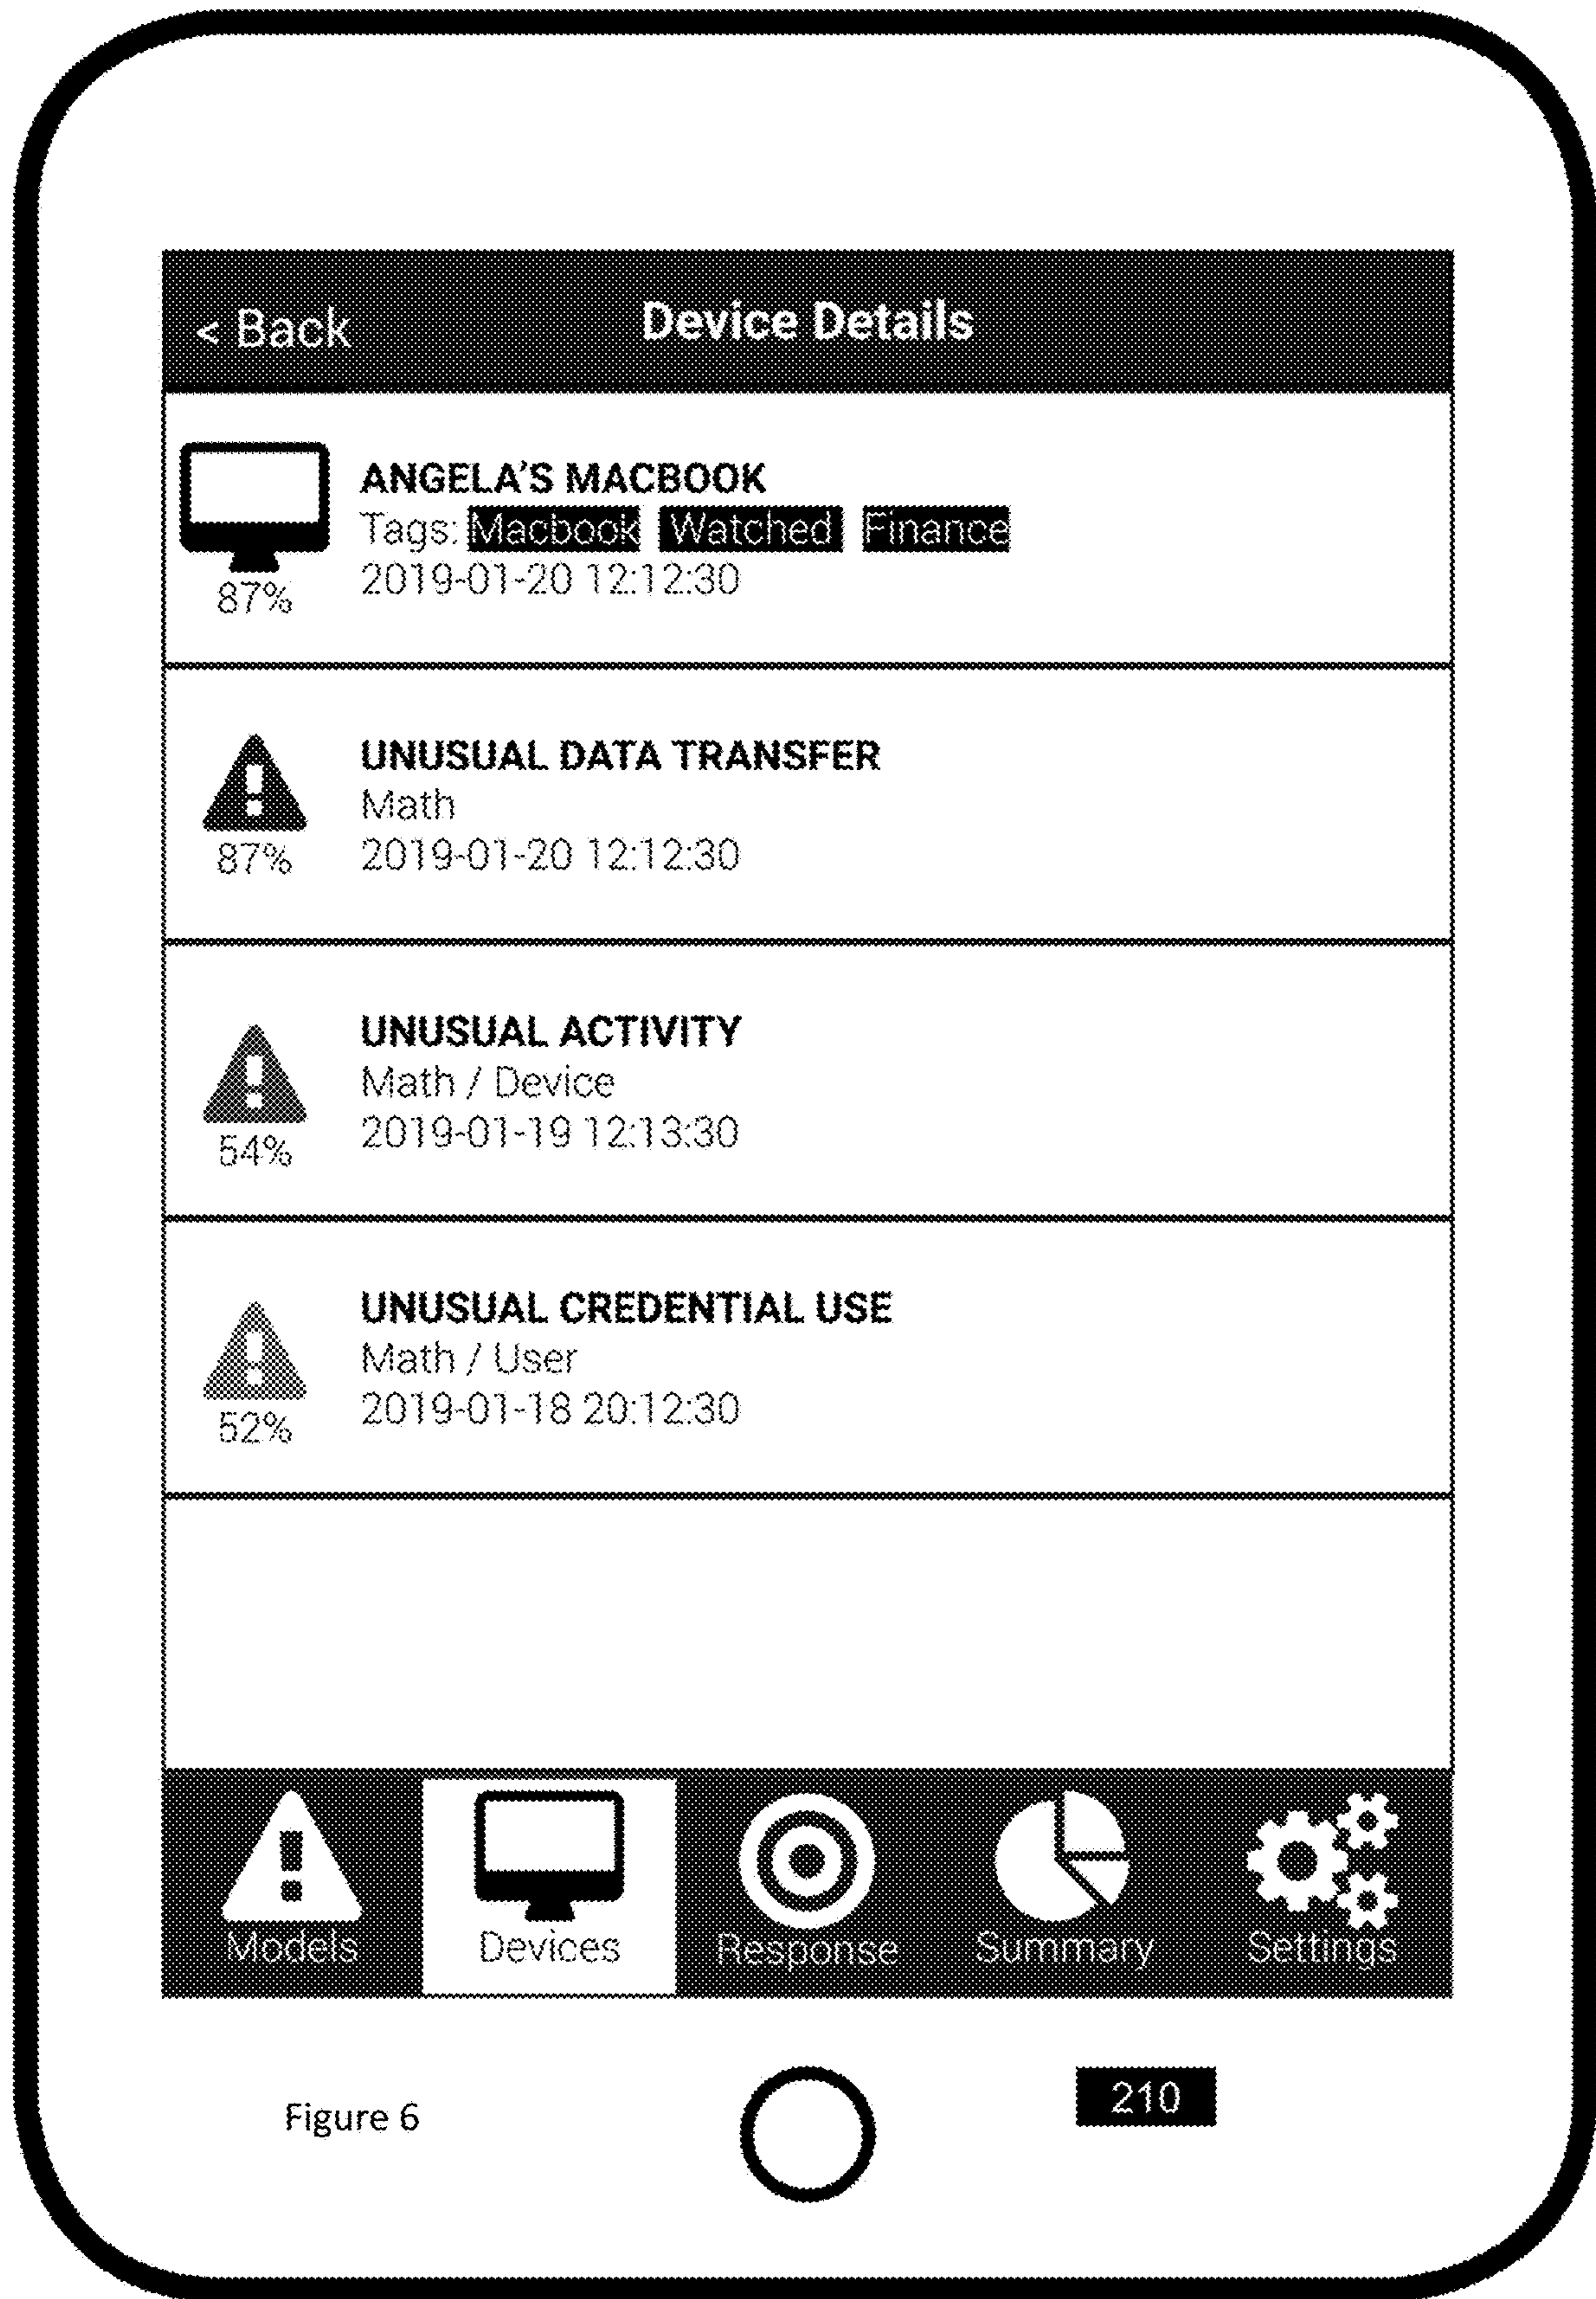 < Back Device Details
ANGELA'S MACBOOK
Tags: Macbook Watched Finance
2019-01-20 12:12:30
87%
UNUSUAL DATA TRANSFER
Math
2019-01-20 12:12:30
87%
UNUSUAL ACTIVITY
Math / Device
2019-01-19 12:13:30
54%
UNUSUAL CREDENTIAL USE
Math / User
2019-01-18 20:12:30
52%
Models Devices Response Summary Settings
Figure 6 210